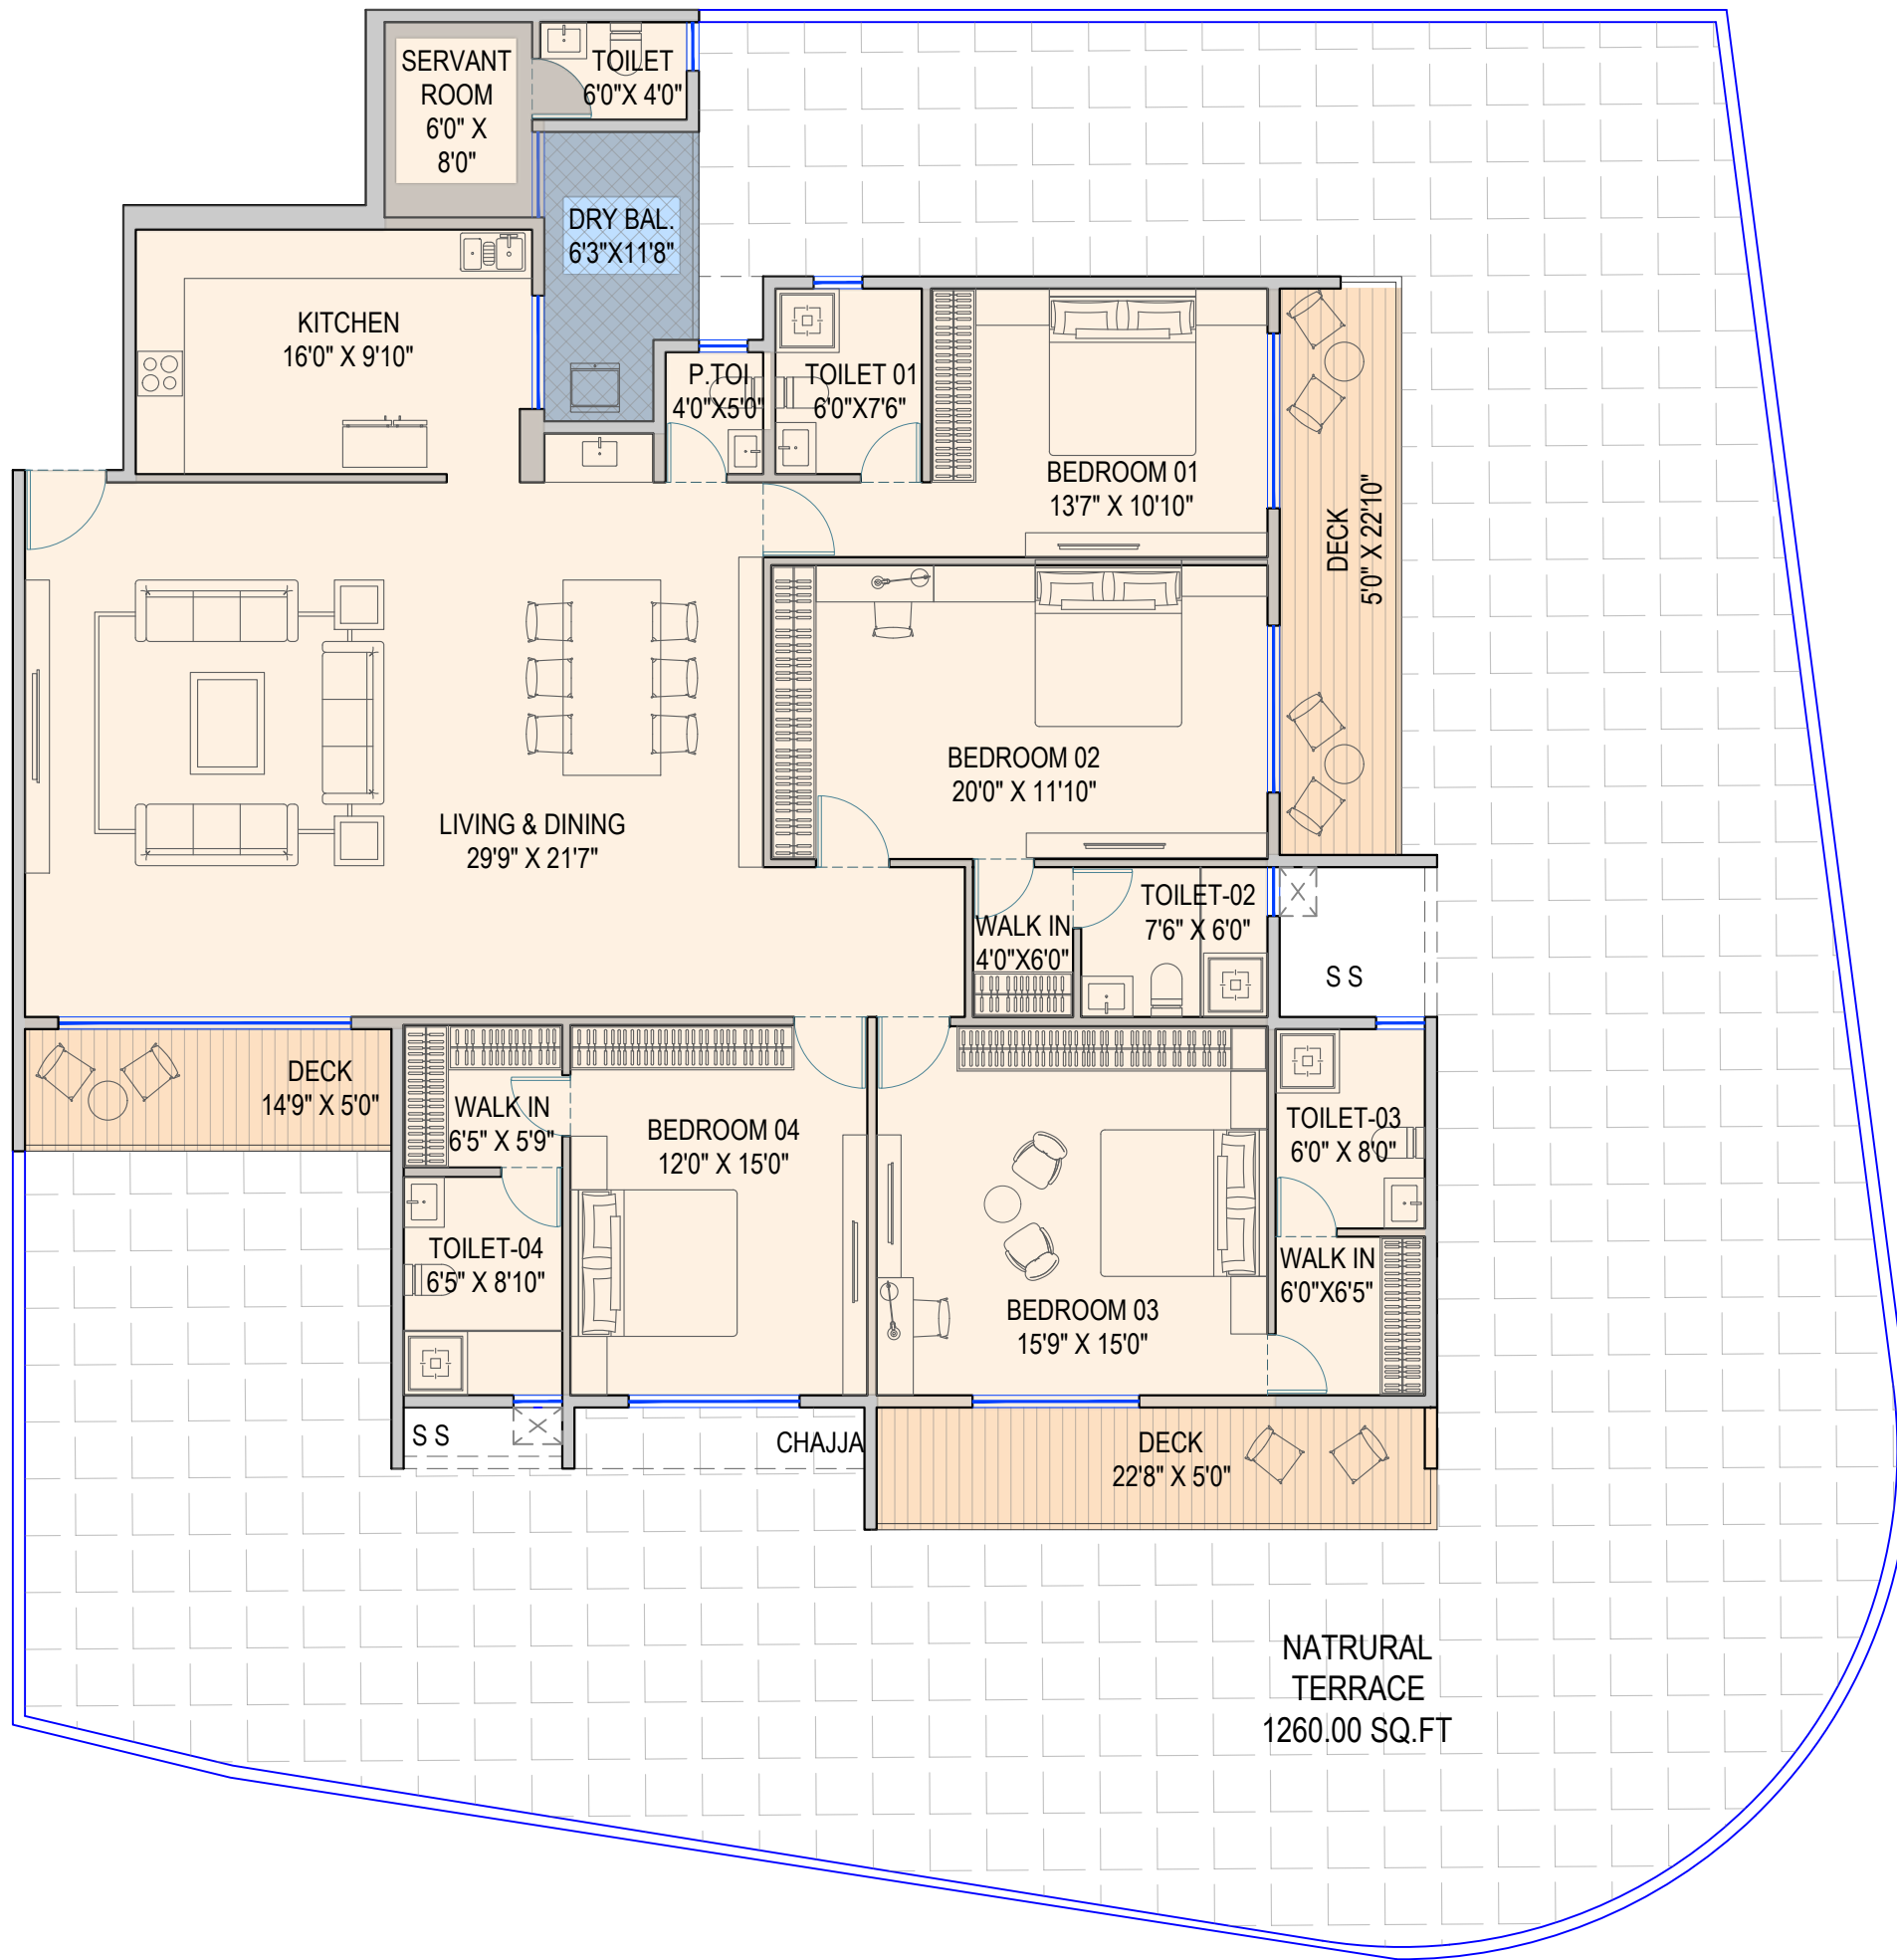 SERVANT
ROOM
6'0" X
8'0"
TOILET
6'0"X 4'0"
DRY BAL.
6'3"X11'8"
KITCHEN
16'0" X 9'10"
P.TOI
4'0"X5'0"
TOILET 01
6'0"X7'6"
BEDROOM 01
13'7" X 10'10"
DECK
5'0" X 22'10"
BEDROOM 02
20'0" X 11'10"
LIVING & DINING
29'9" X 21'7"
WALK IN
4'0"X6'0"
TOILET-02
7'6" X 6'0"
S S
DECK
14'9" X 5'0"
WALK IN
6'5" X 5'9"
BEDROOM 04
12'0" X 15'0"
TOILET-03
6'0" X 8'0"
TOILET-04
6'5" X 8'10"
BEDROOM 03
15'9" X 15'0"
WALK IN
6'0"X6'5"
S S
CHAJJA
DECK
22'8" X 5'0"
NATRURAL
TERRACE
1260.00 SQ.FT